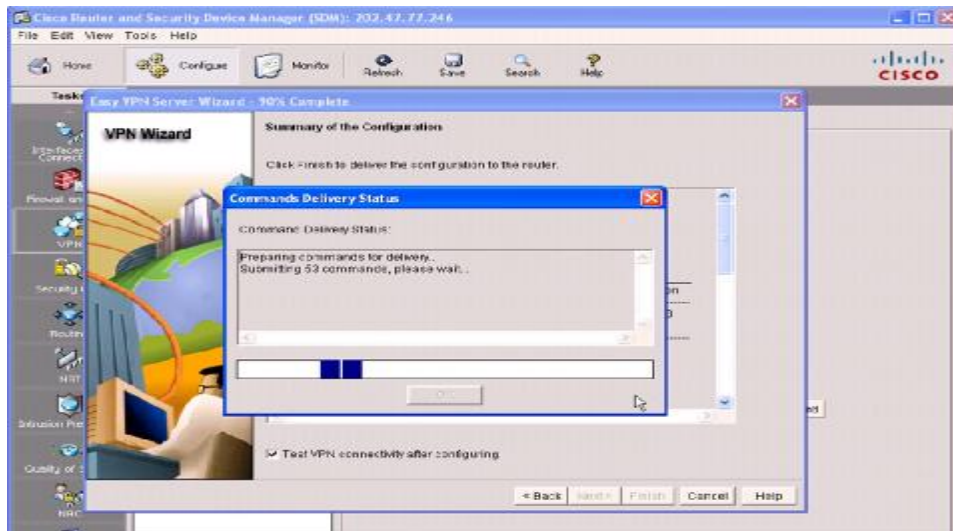 Cisco Router and Security Device Manager (SDM): 202.47.77.246
File Edit View Tools Help
Home Configure Monitor Refresh Save Search Help
CISCO
Tasks
Easy VPN Server Wizard - 90% Complete
VPN Wizard
Summary of the Configuration
Click Finish to deliver the configuration to the router.
Commands Delivery Status
Command Delivery Status:
Preparing commands for delivery..
Submitting 53 commands, please wait..
VPN
NAT
Quality of
NAC
Test VPN connectivity after configuring
< Back Next > Finish Cancel Help